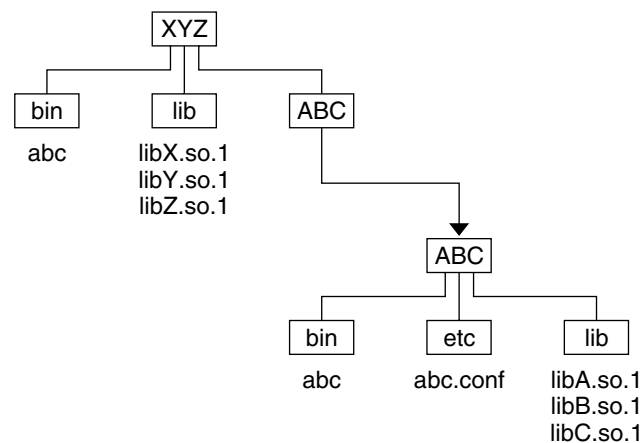 XYZ
bin
lib
ABC
abc
libX.so.1
libY.so.1
libZ.so.1
ABC
bin
etc
lib
abc
abc.conf
libA.so.1
libB.so.1
libC.so.1